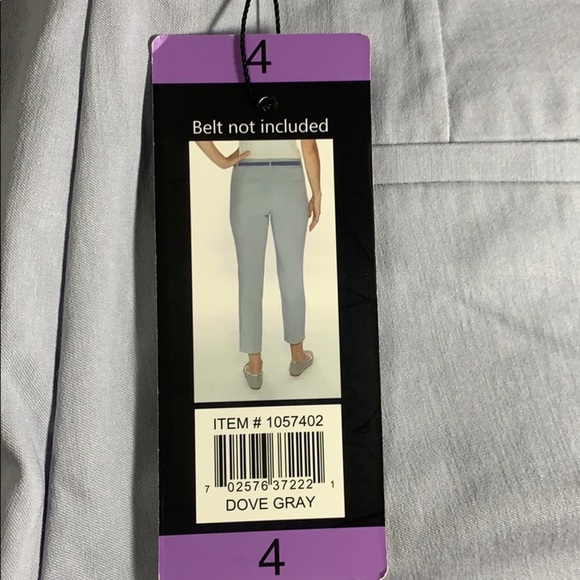 4
Belt not included
ITEM # 1057402
7 02576 37222 1
DOVE GRAY
4